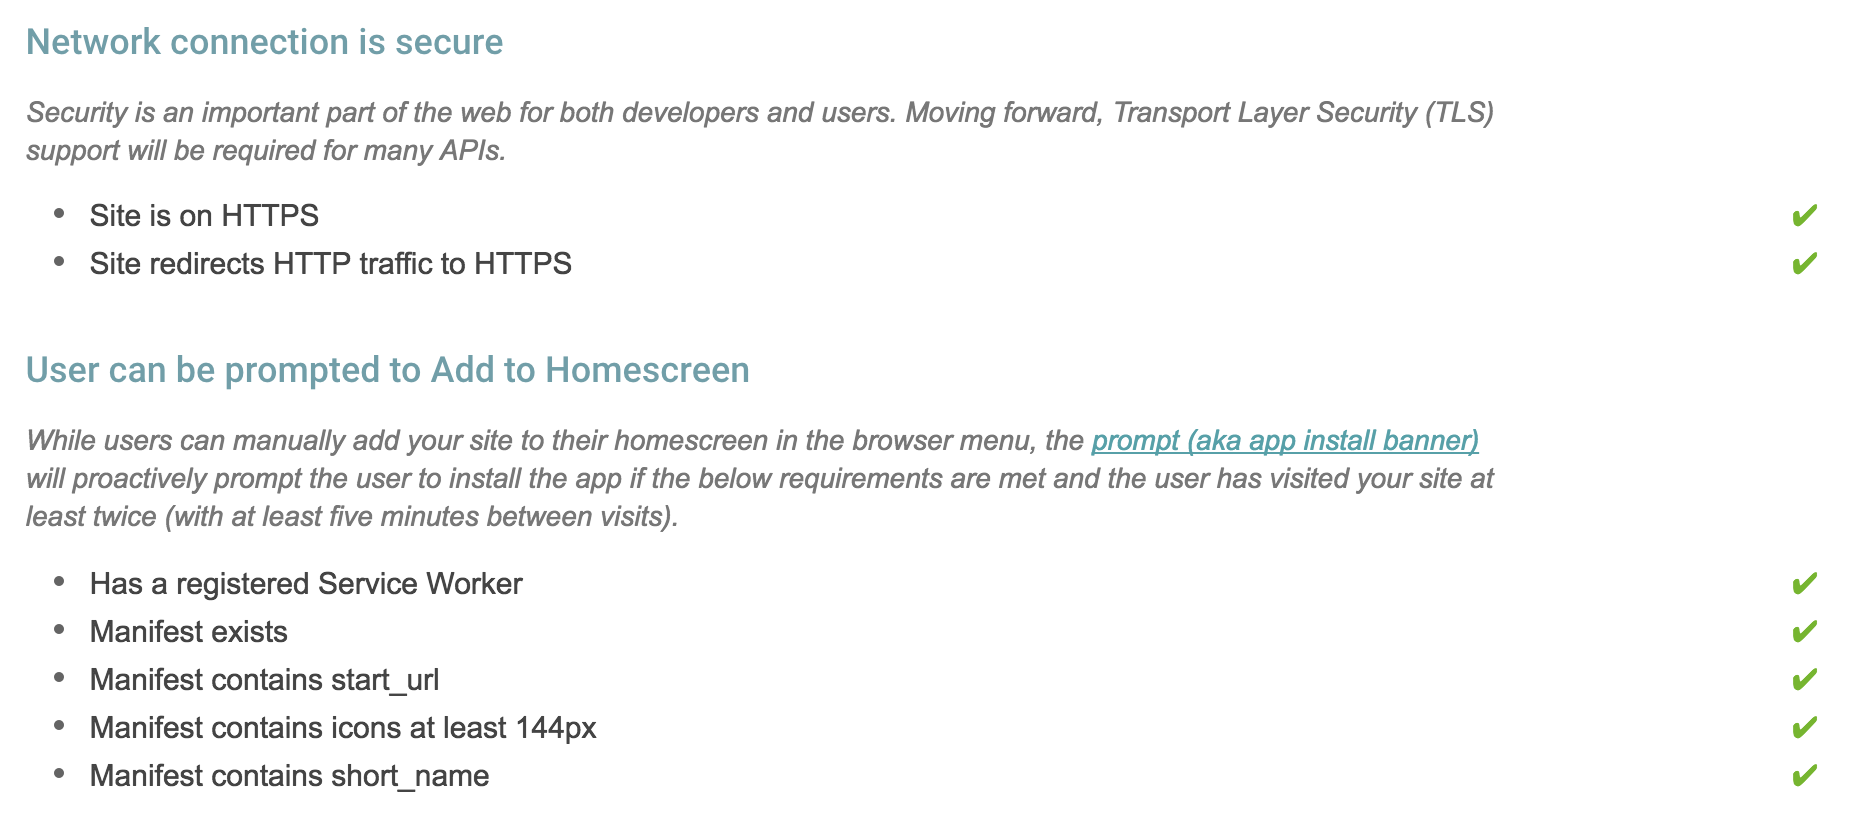 Network connection is secure
Security is an important part of the web for both developers and users. Moving forward, Transport Layer Security (TLS)
support will be required for many APIs.
• Site is on HTTPS ✔
• Site redirects HTTP traffic to HTTPS ✔
User can be prompted to Add to Homescreen
While users can manually add your site to their homescreen in the browser menu, the prompt (aka app install banner)
will proactively prompt the user to install the app if the below requirements are met and the user has visited your site at
least twice (with at least five minutes between visits).
• Has a registered Service Worker ✔
• Manifest exists ✔
• Manifest contains start_url ✔
• Manifest contains icons at least 144px ✔
• Manifest contains short_name ✔